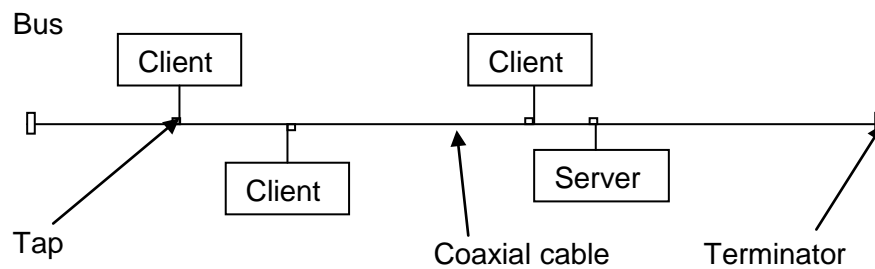 Bus
Client
Client
Client
Server
Tap
Coaxial cable
Terminator